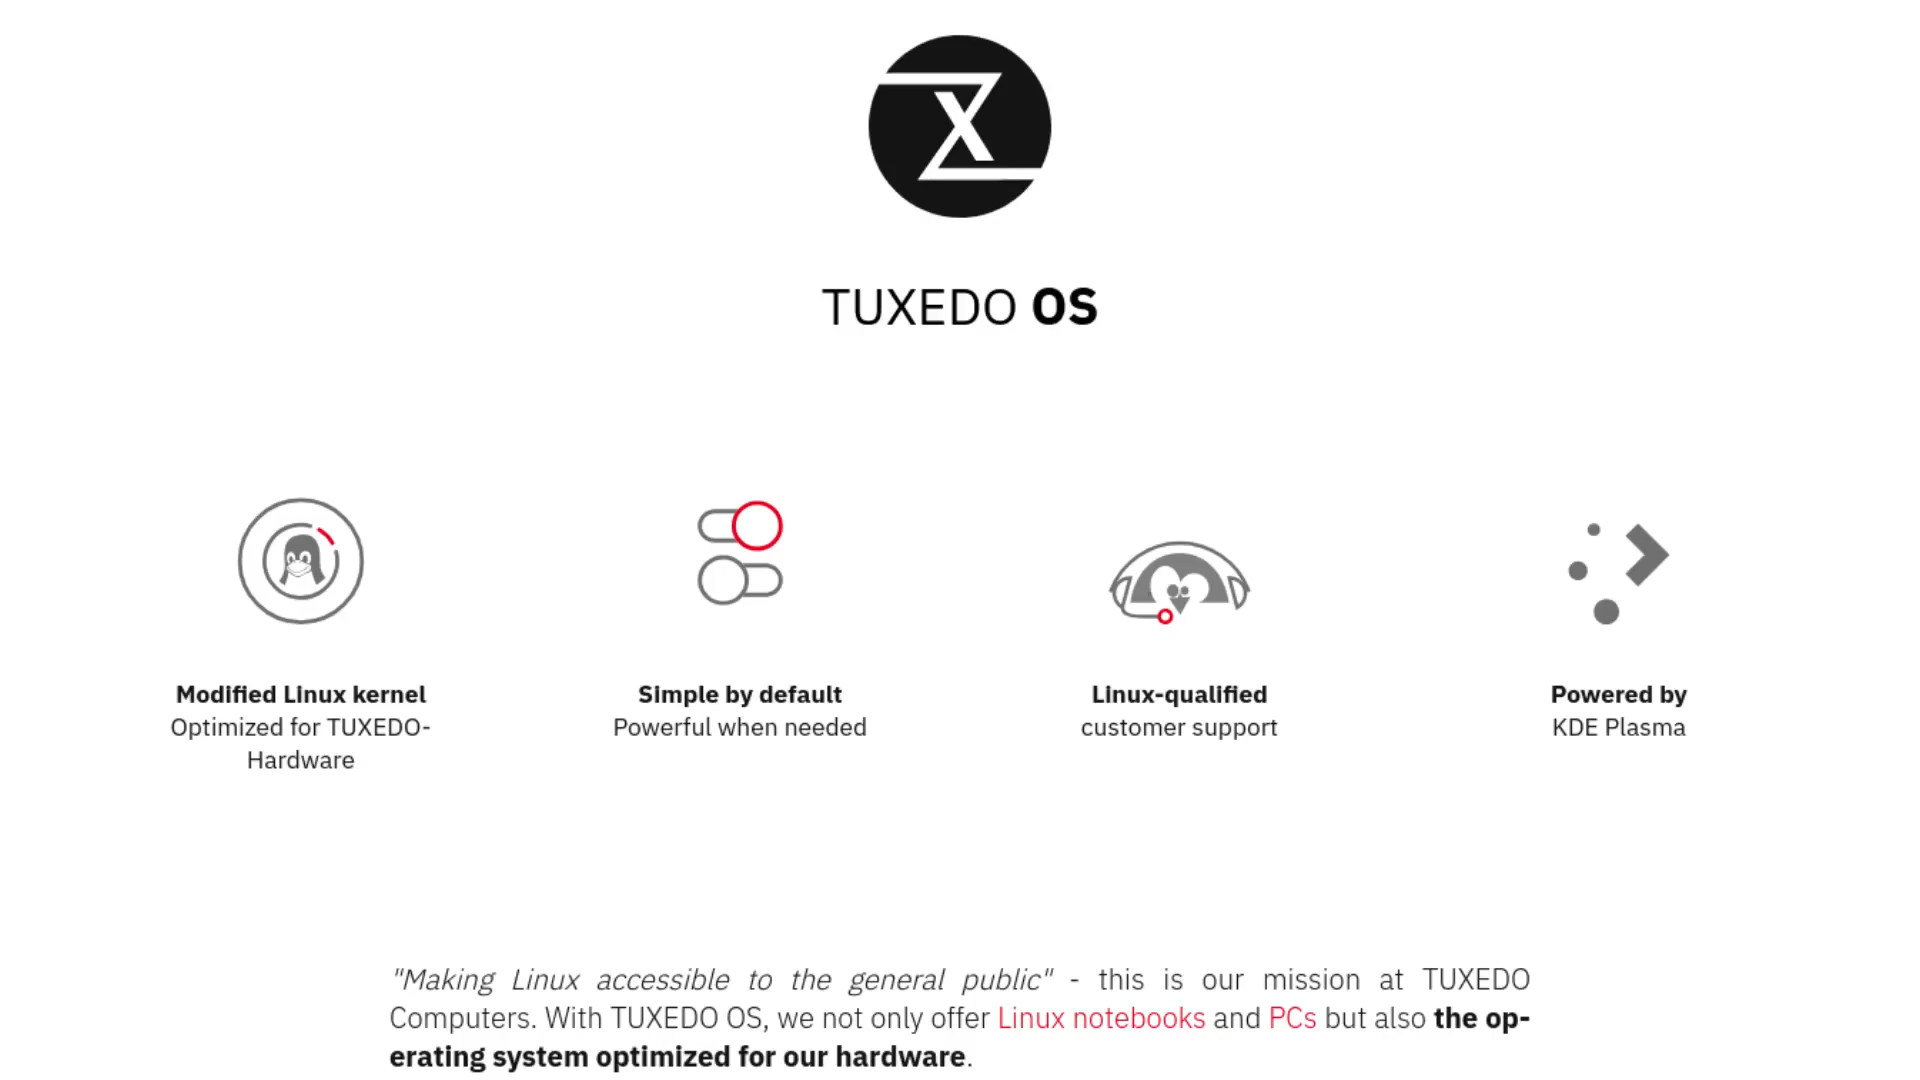 X
TUXEDO OS
Modified Linux kernel
Optimized for TUXEDO-
Hardware
Simple by default
Powerful when needed
Linux-qualified
customer support
Powered by
KDE Plasma
"Making Linux accessible to the general public" - this is our mission at TUXEDO
Computers. With TUXEDO OS, we not only offer Linux notebooks and PCs but also the op-
erating system optimized for our hardware.